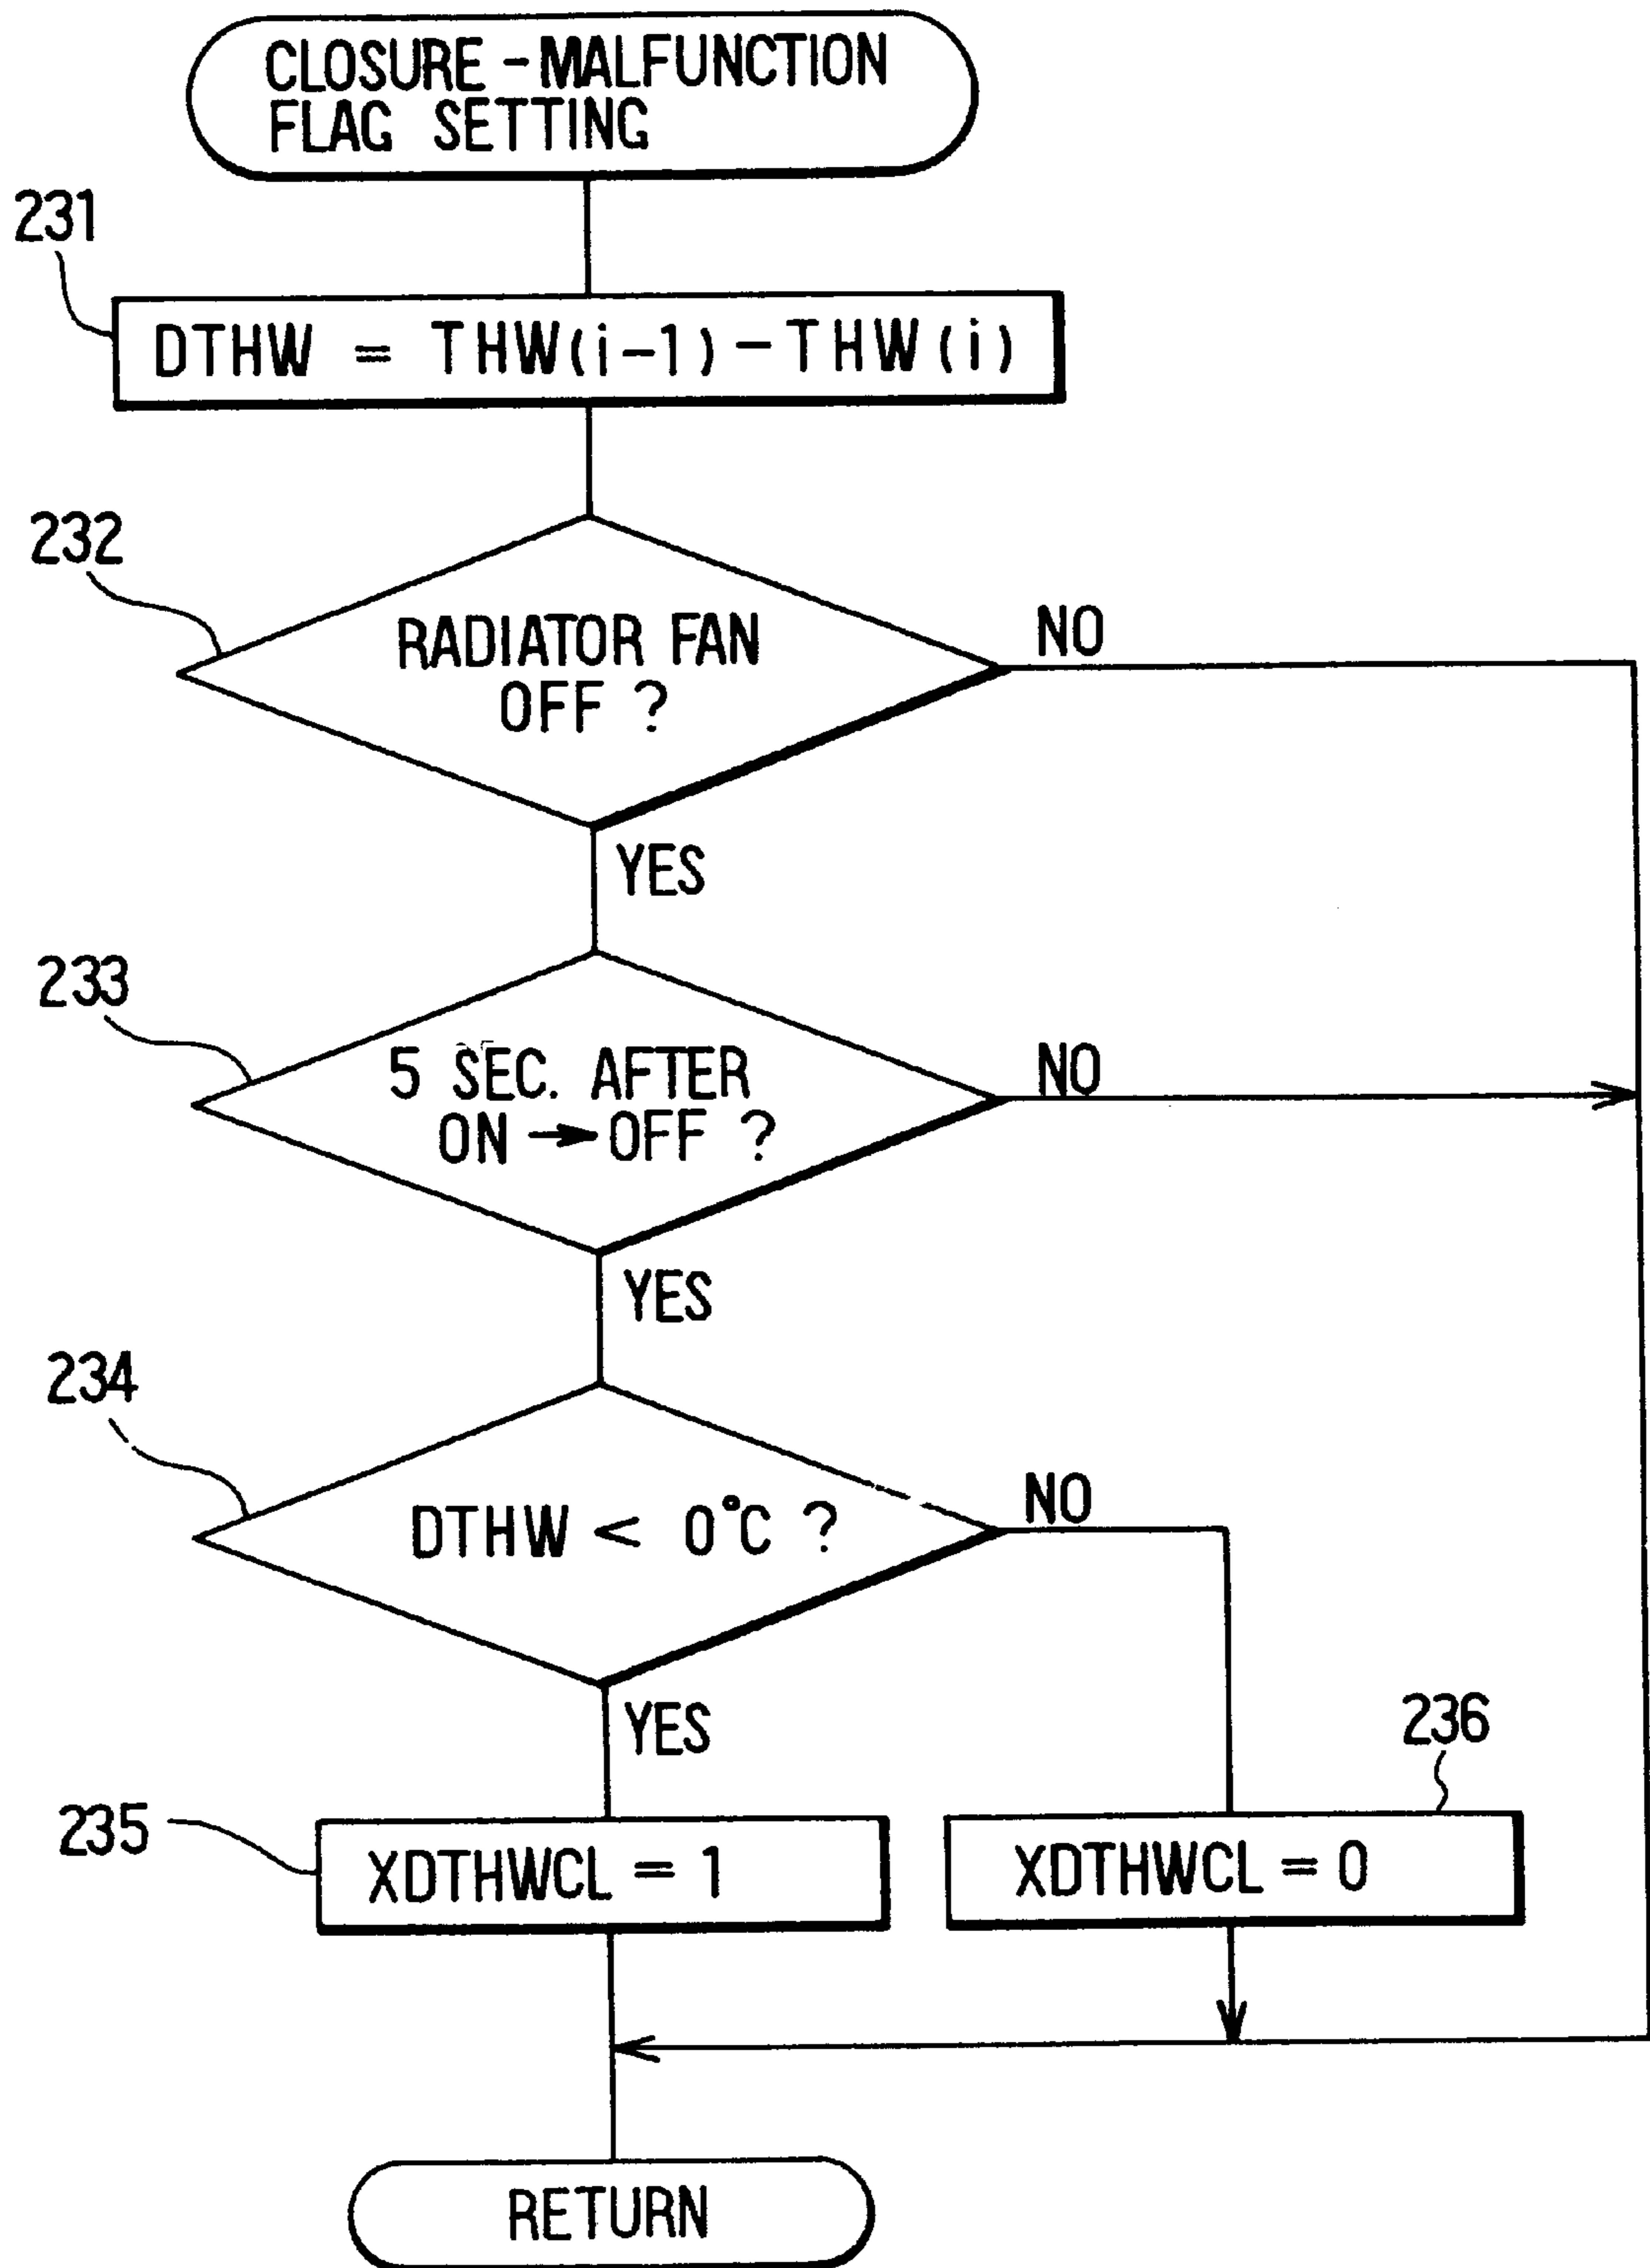 CLOSURE - MALFUNCTION
FLAG SETTING
231
DTHW = THW(i-1) - THW(i)
232
RADIATOR FAN
OFF ?
NO
YES
233
5 SEC. AFTER
ON → OFF ?
NO
YES
234
DTHW < 0°C ?
NO
YES
235
XDTHWCL = 1
236
XDTHWCL = 0
RETURN